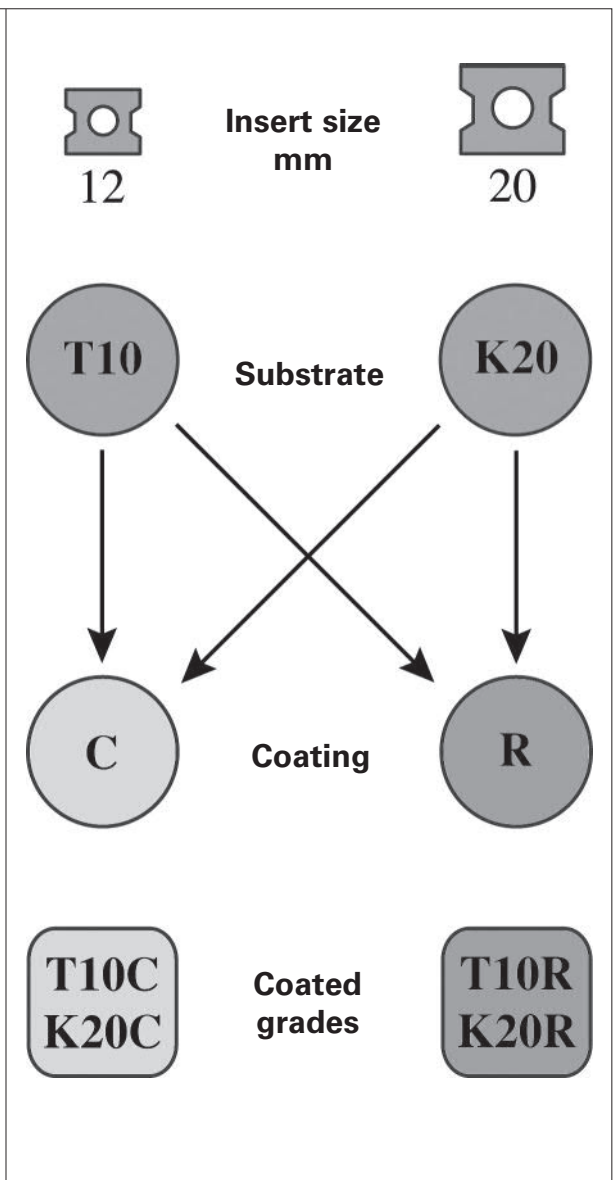 Insert size
mm
12
20
T10
Substrate
K20
C
Coating
R
T10C
K20C
Coated
grades
T10R
K20R